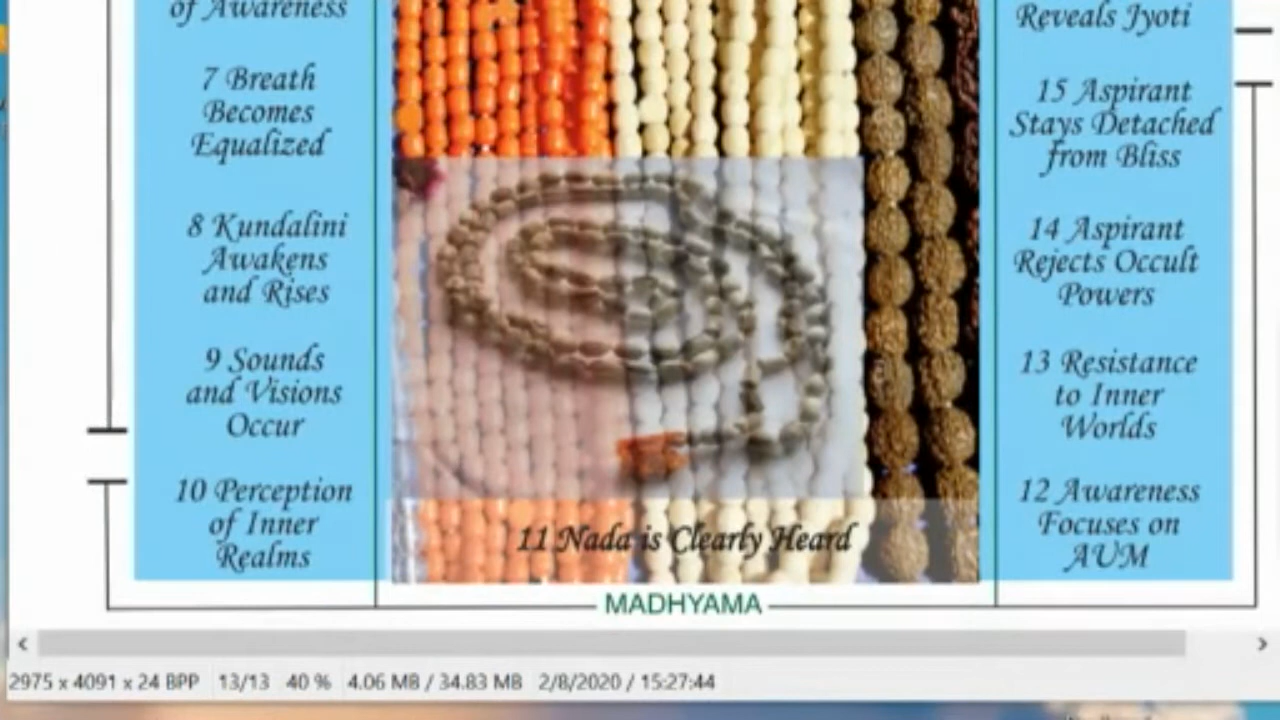 of Awareness
7 Breath
Becomes
Equalized
8 Kundalini
Awakens
and Rises
9 Sounds
and Visions
Occur
10 Perception
of Inner
Realms
11 Nada is Clearly Heard
Reveals Jyoti
15 Aspirant
Stays Detached
from Bliss
14 Aspirant
Rejects Occult
Powers
13 Resistance
to Inner
Worlds
12 Awareness
Focuses on
AUM
MADHYAMA
2975 x 4091 x 24 BPP 13/13 40 % 4.06 MB / 34.83 MB 2/8/2020 / 15:27:44